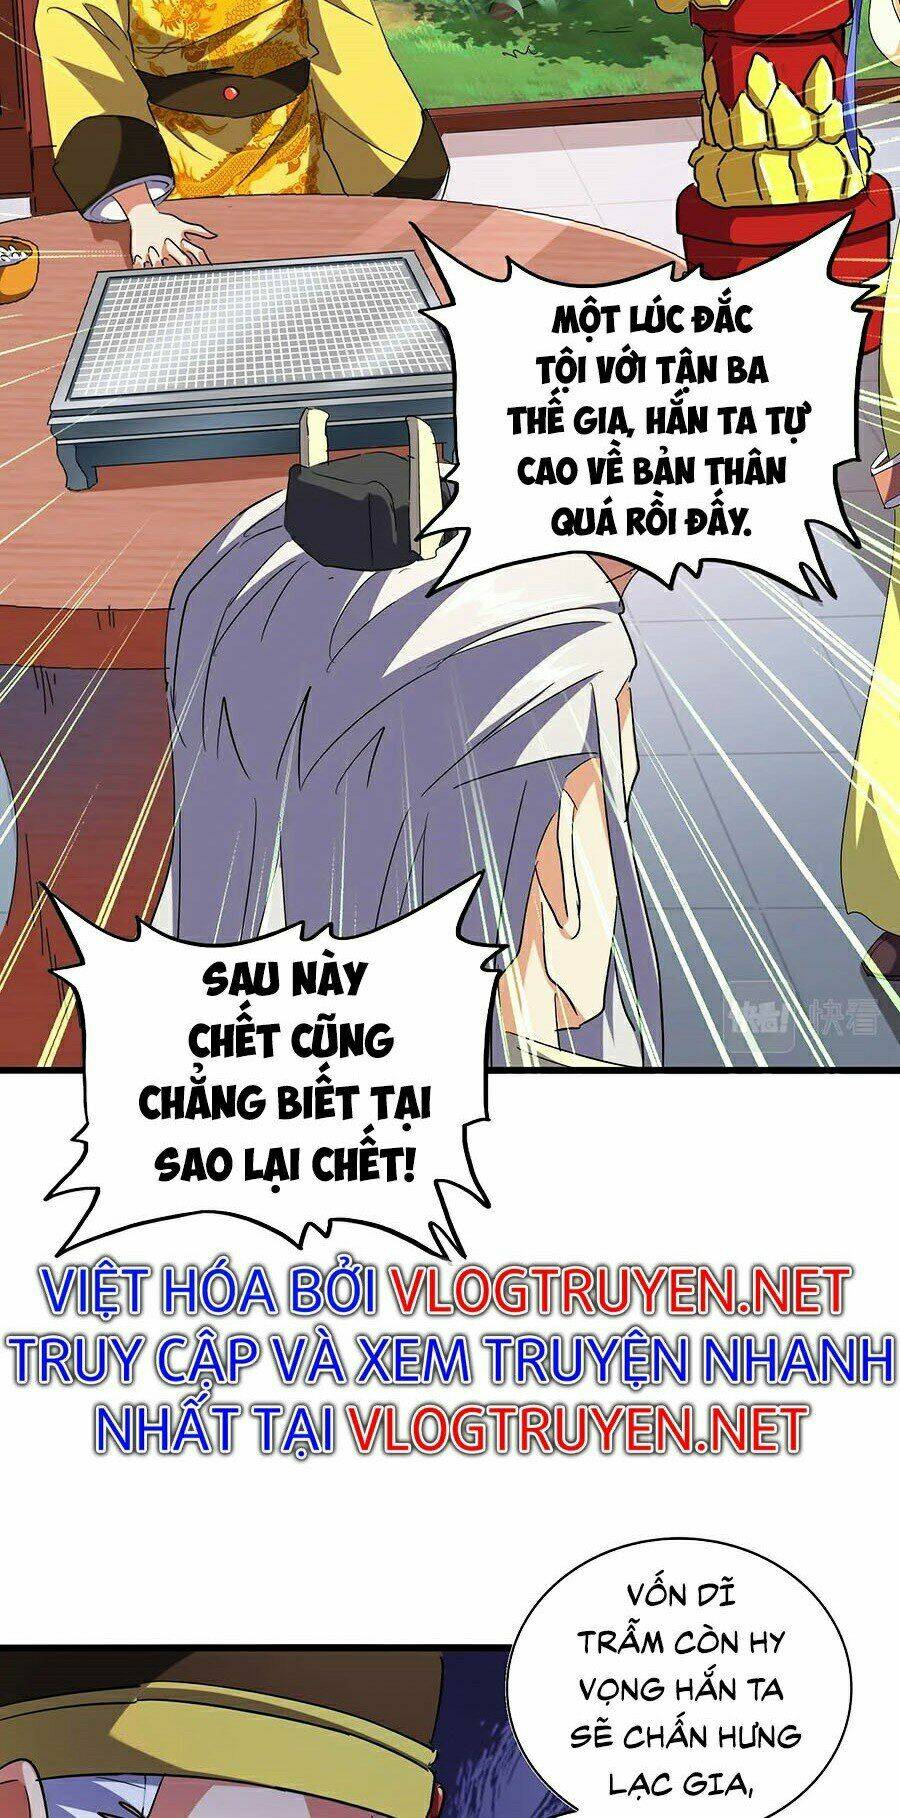 MỘT LÚC ĐẮC
TỘI VỚI TẬN BA
THẾ GIA, HẮN TA TỰ
CAO VỀ BẢN THÂN
QUÁ RỒI ĐẤY.
快看
SAU NÀY
CHẾT CŨNG
CHẲNG BIẾT TẠI
SAO LẠI CHẾT!
VIỆT HÓA BỞI VLOGTRUYEN.NET
TRUY CẬP VÀ XEM TRUYỆN NHANH
NHẤT TẠI VLOGTRUYEN.NET
VỐN DĨ
TRẪM CÒN HY
VỌNG HẮN TA
SẼ CHẤN HƯNG
LẠC GIA,